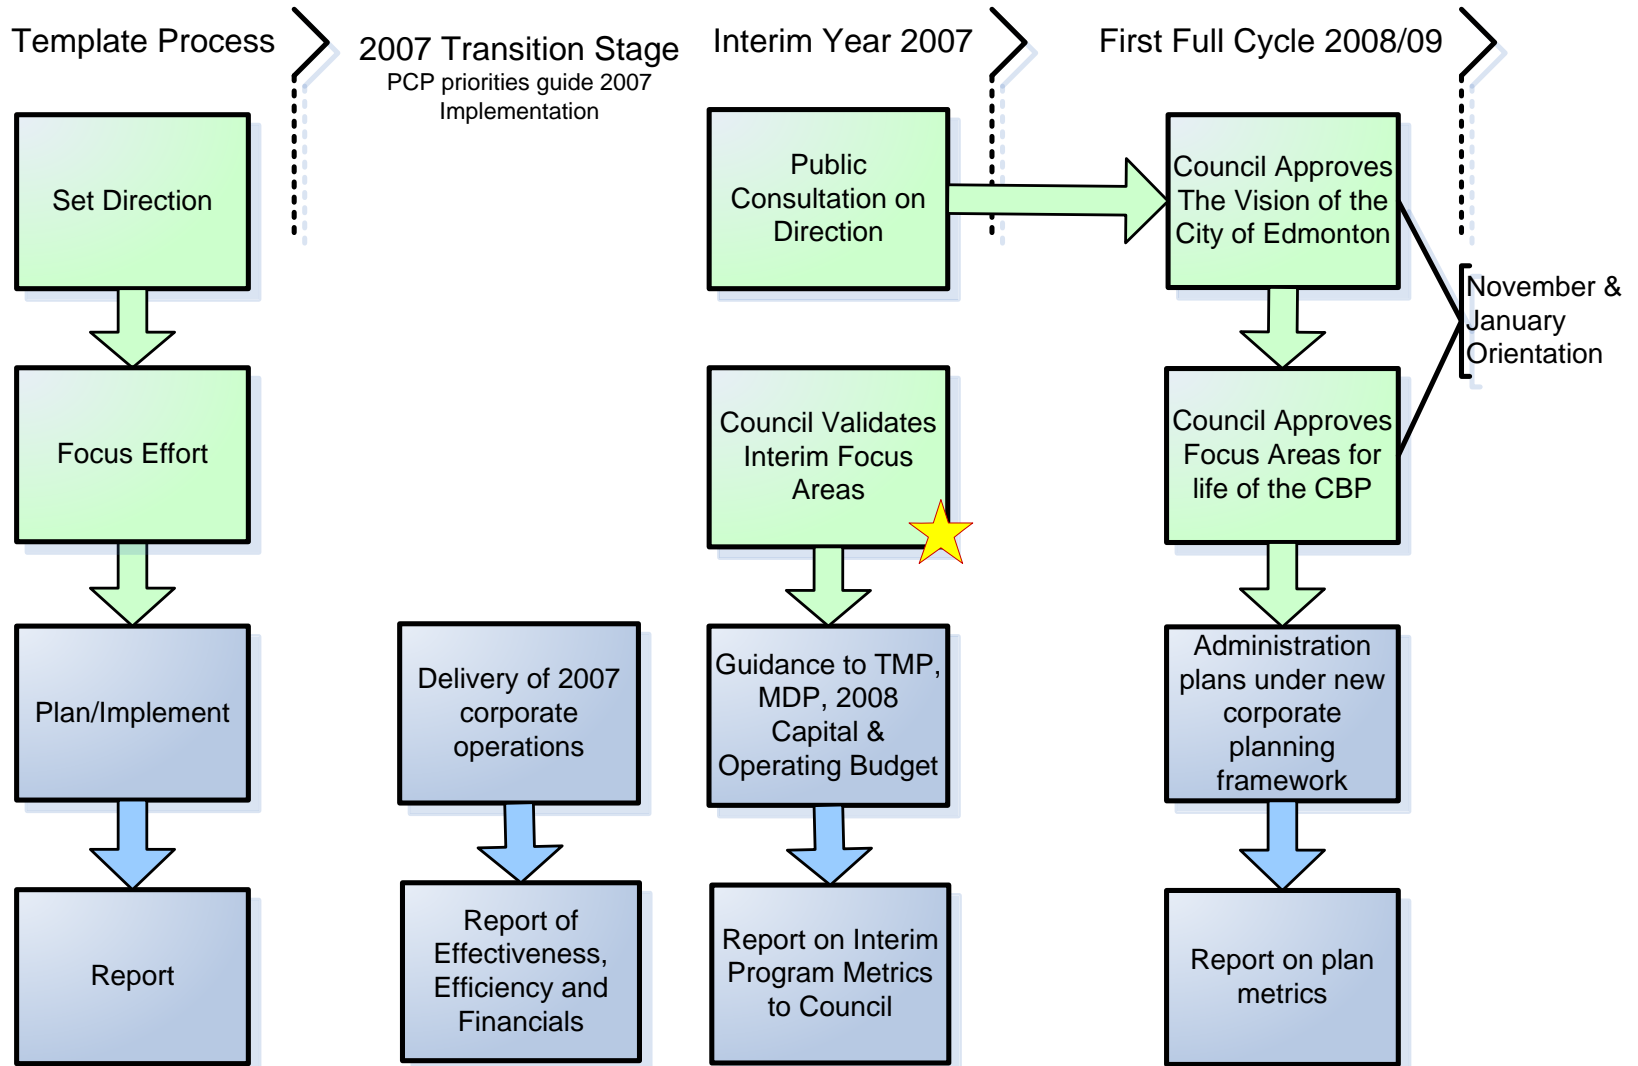 Template Process
2007 Transition Stage
PCP priorities guide 2007
Implementation
Interim Year 2007
First Full Cycle 2008/09
Set Direction
Public
Consultation on
Direction
Council Approves
The Vision of the
City of Edmonton
November &
January
Orientation
Focus Effort
Council Validates
Interim Focus
Areas
Council Approves
Focus Areas for
life of the CBP
Plan/Implement
Delivery of 2007
corporate
operations
Guidance to TMP,
MDP, 2008
Capital &
Operating Budget
Administration
plans under new
corporate
planning
framework
Report
Report of
Effectiveness,
Efficiency and
Financials
Report on Interim
Program Metrics
to Council
Report on plan
metrics